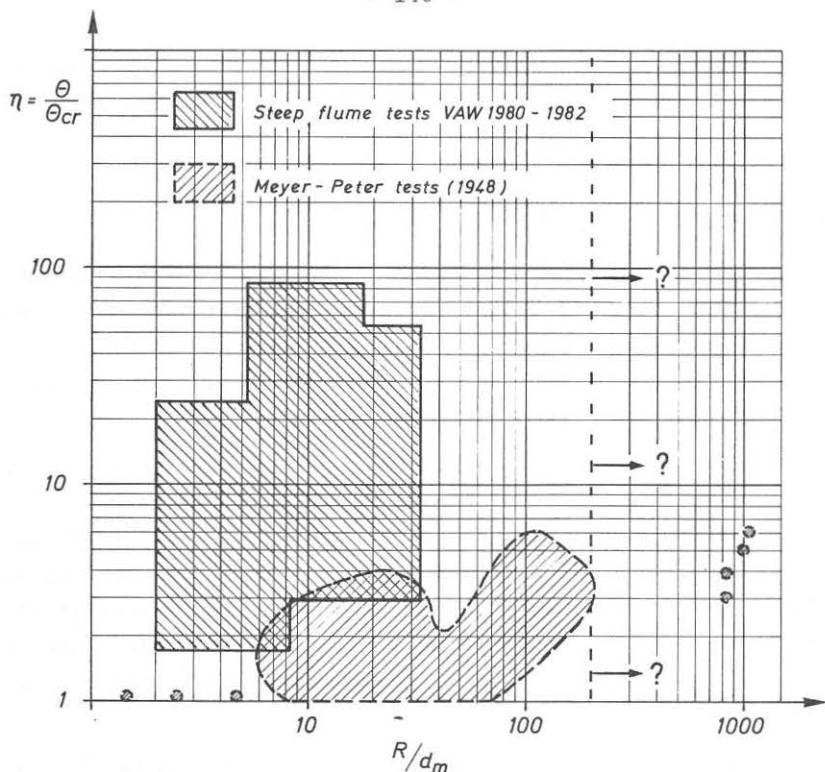 η = θ/θcr
Steep flume tests VAW 1980 - 1982
Meyer - Peter tests (1948)
100
?
10
?
1
?
10
100
1000
R/dm